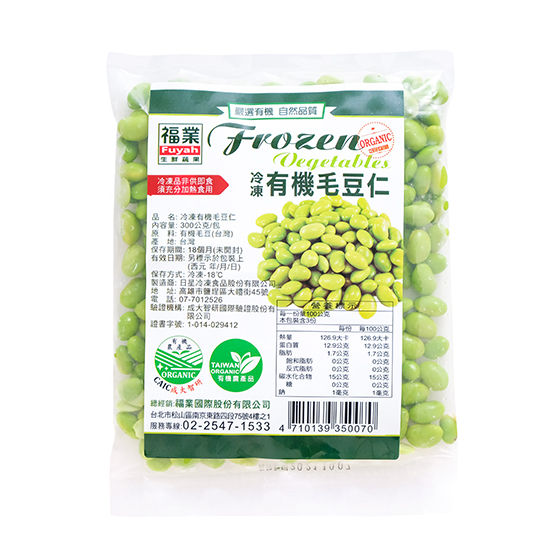 嚴選有機 自然品質
福業
Fuyah
生鮮蔬果
Frozen
Vegetables
ORGANIC
冷凍 有機毛豆仁
冷凍品非供即食
須充分加熱食用
品　名：冷凍有機毛豆仁
內容量：300公克/包
原　料：有機毛豆(台灣)
產　地：台灣
保存期間：18個月(未開封)
有效日期：另標示於包裝上
(西元 年/月/日)
保存方法：冷凍-18℃
製造商：日星冷凍食品股份有限公司
地　址：高雄市鹽埕區大禮街45號
電　話：07-7012526
驗證機構：成大智研國際驗證股份有
限公司
證書字號：1-014-029412
營養標示
每一份量100公克
本包裝含3份
每份 每100公克
熱量 126.9大卡 126.9大卡
蛋白質 12.9公克 12.9公克
脂肪 1.7公克 1.7公克
飽和脂肪 0公克 0公克
反式脂肪 0公克 0公克
碳水化合物 15公克 15公克
糖 0公克 0公克
鈉 1毫克 1毫克
有機
農產品
ORGANIC
CAIC成大智研
TAIWAN
ORGANIC
有機農產品
總經銷：福業國際股份有限公司
台北市松山區南京東路四段75號4樓之1
服務專線：02-2547-1533
4 710139 350070